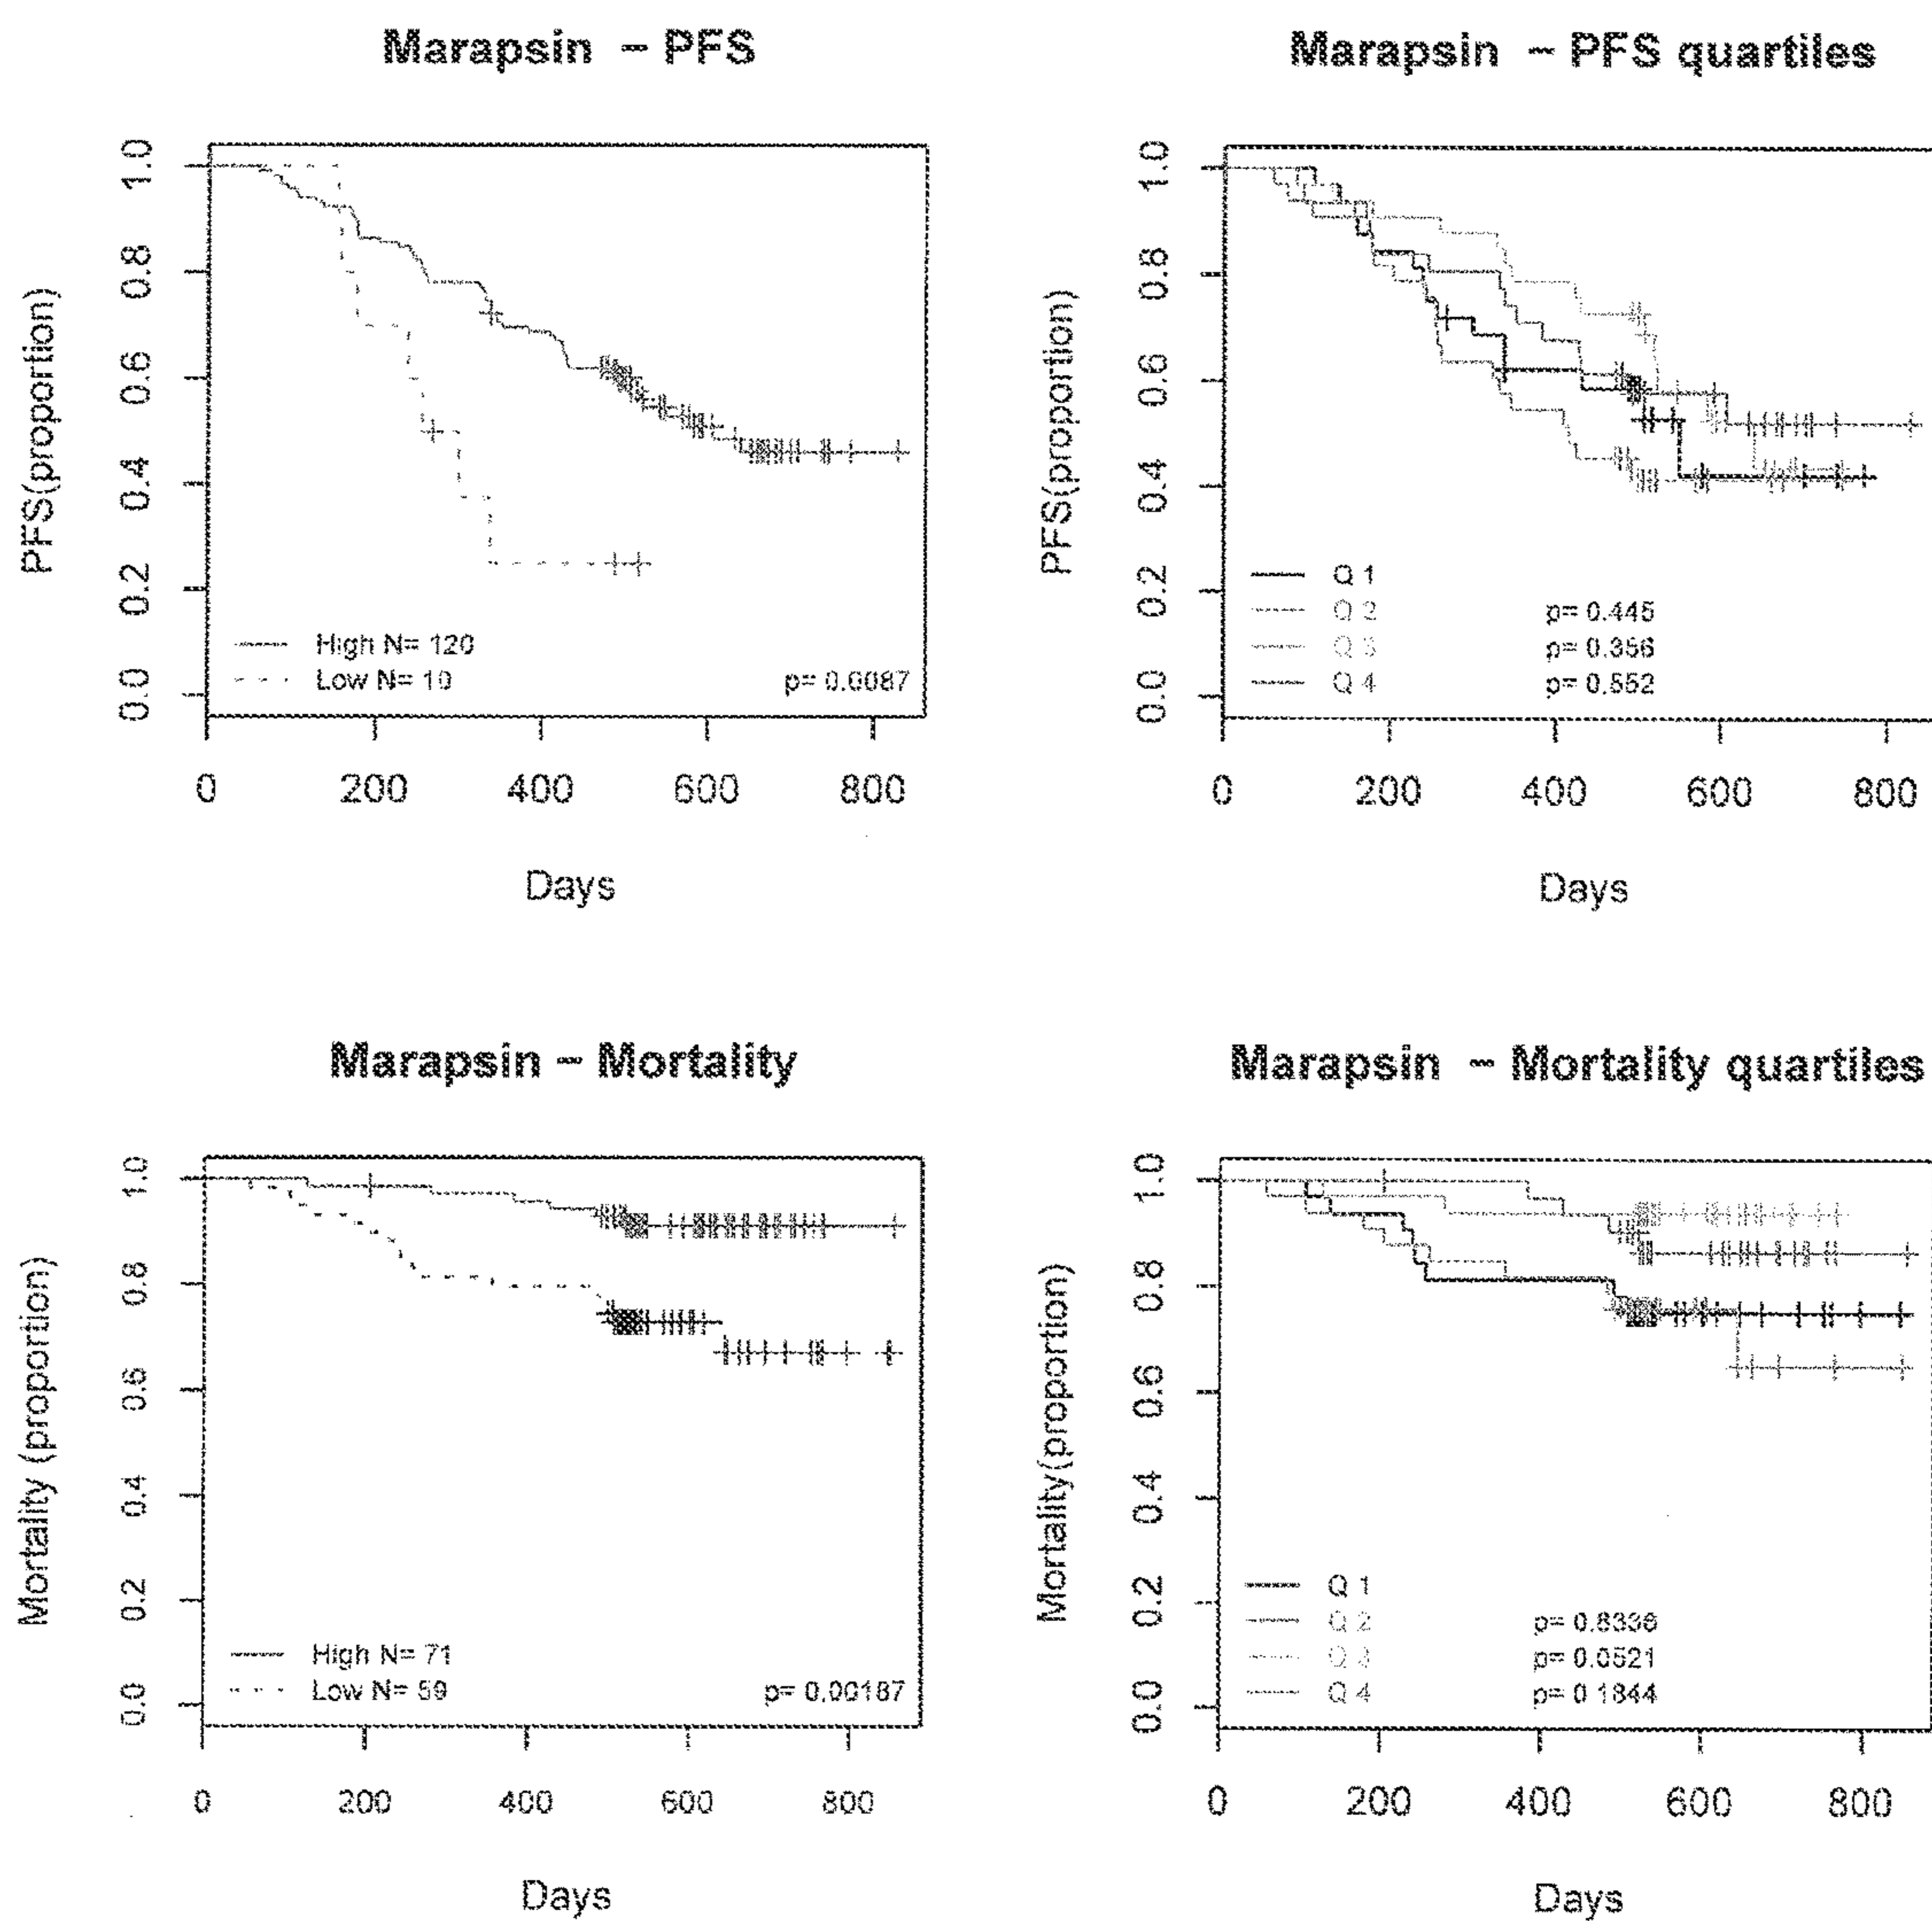 Marapsin – PFS
PFS(proportion)
1.0
0.8
0.6
0.4
0.2
0.0
High N= 120
Low N= 10
p= 0.0087
0 200 400 600 800
Days
Marapsin – PFS quartiles
PFS(proportion)
1.0
0.8
0.6
0.4
0.2
0.0
Q 1
Q 2 p= 0.445
Q 3 p= 0.356
Q 4 p= 0.552
0 200 400 600 800
Days
Marapsin – Mortality
Mortality (proportion)
1.0
0.8
0.6
0.4
0.2
0.0
High N= 71
Low N= 59
p= 0.00187
0 200 400 600 800
Days
Marapsin – Mortality quartiles
Mortality(proportion)
1.0
0.8
0.6
0.4
0.2
0.0
Q 1
Q 2
Q 3 p= 0.0521
Q 4 p= 0.1844
0 200 400 600 800
Days